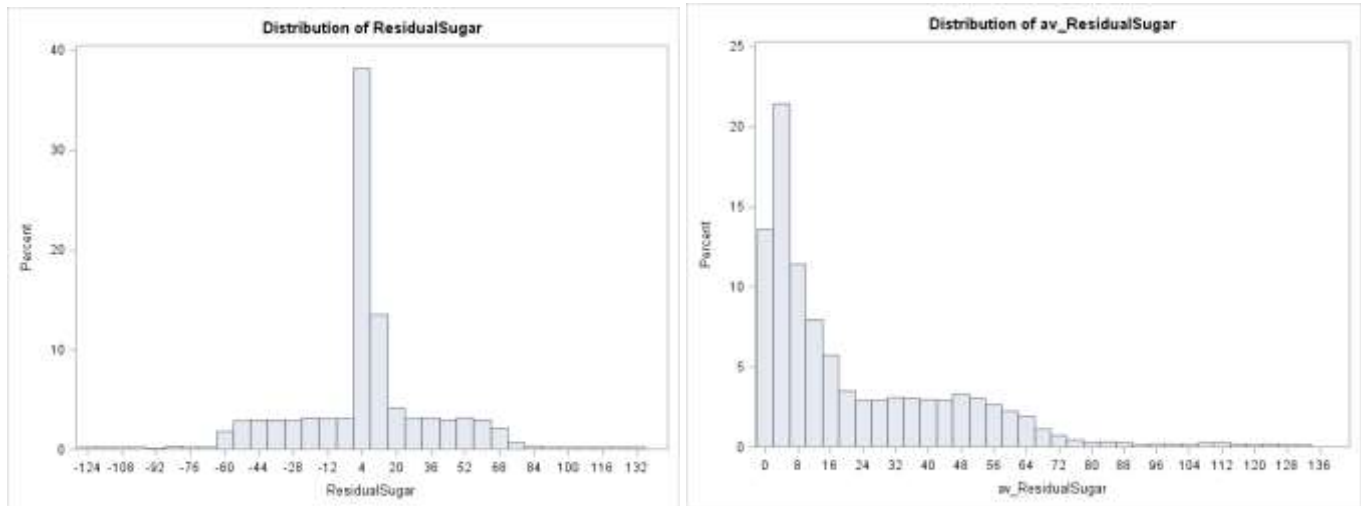 Distribution of ResidualSugar
40
30
20
10
0
Percent
-124 -108 -92 -76 -60 -44 -28 -12 4 20 36 52 68 84 100 116 132
ResidualSugar
Distribution of av_ResidualSugar
25
20
15
10
5
0
Percent
0 8 16 24 32 40 48 56 64 72 80 88 96 104 112 120 128 136
av_ResidualSugar